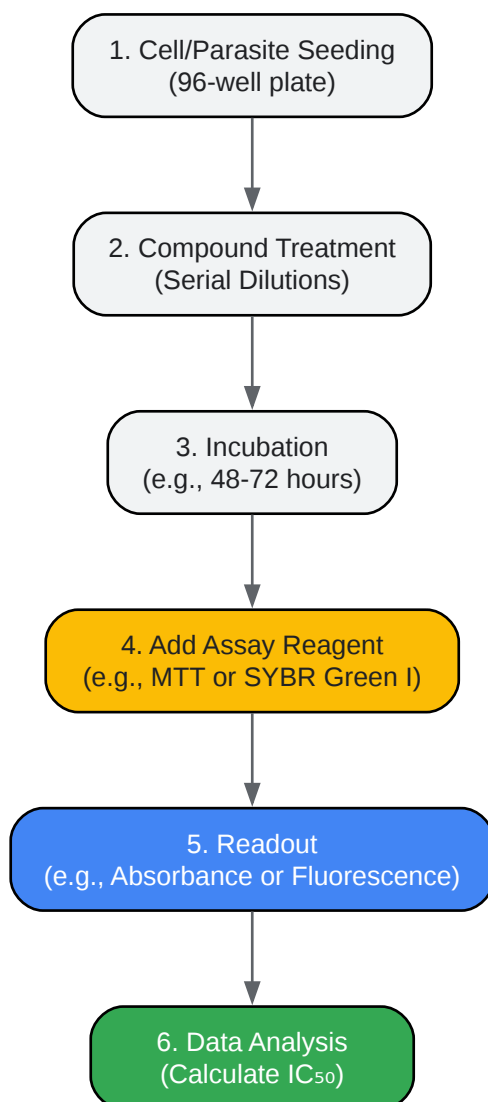 1. Cell/Parasite Seeding
(96-well plate)
2. Compound Treatment
(Serial Dilutions)
3. Incubation
(e.g., 48-72 hours)
4. Add Assay Reagent
(e.g., MTT or SYBR Green I)
5. Readout
(e.g., Absorbance or Fluorescence)
6. Data Analysis
(Calculate IC₅₀)